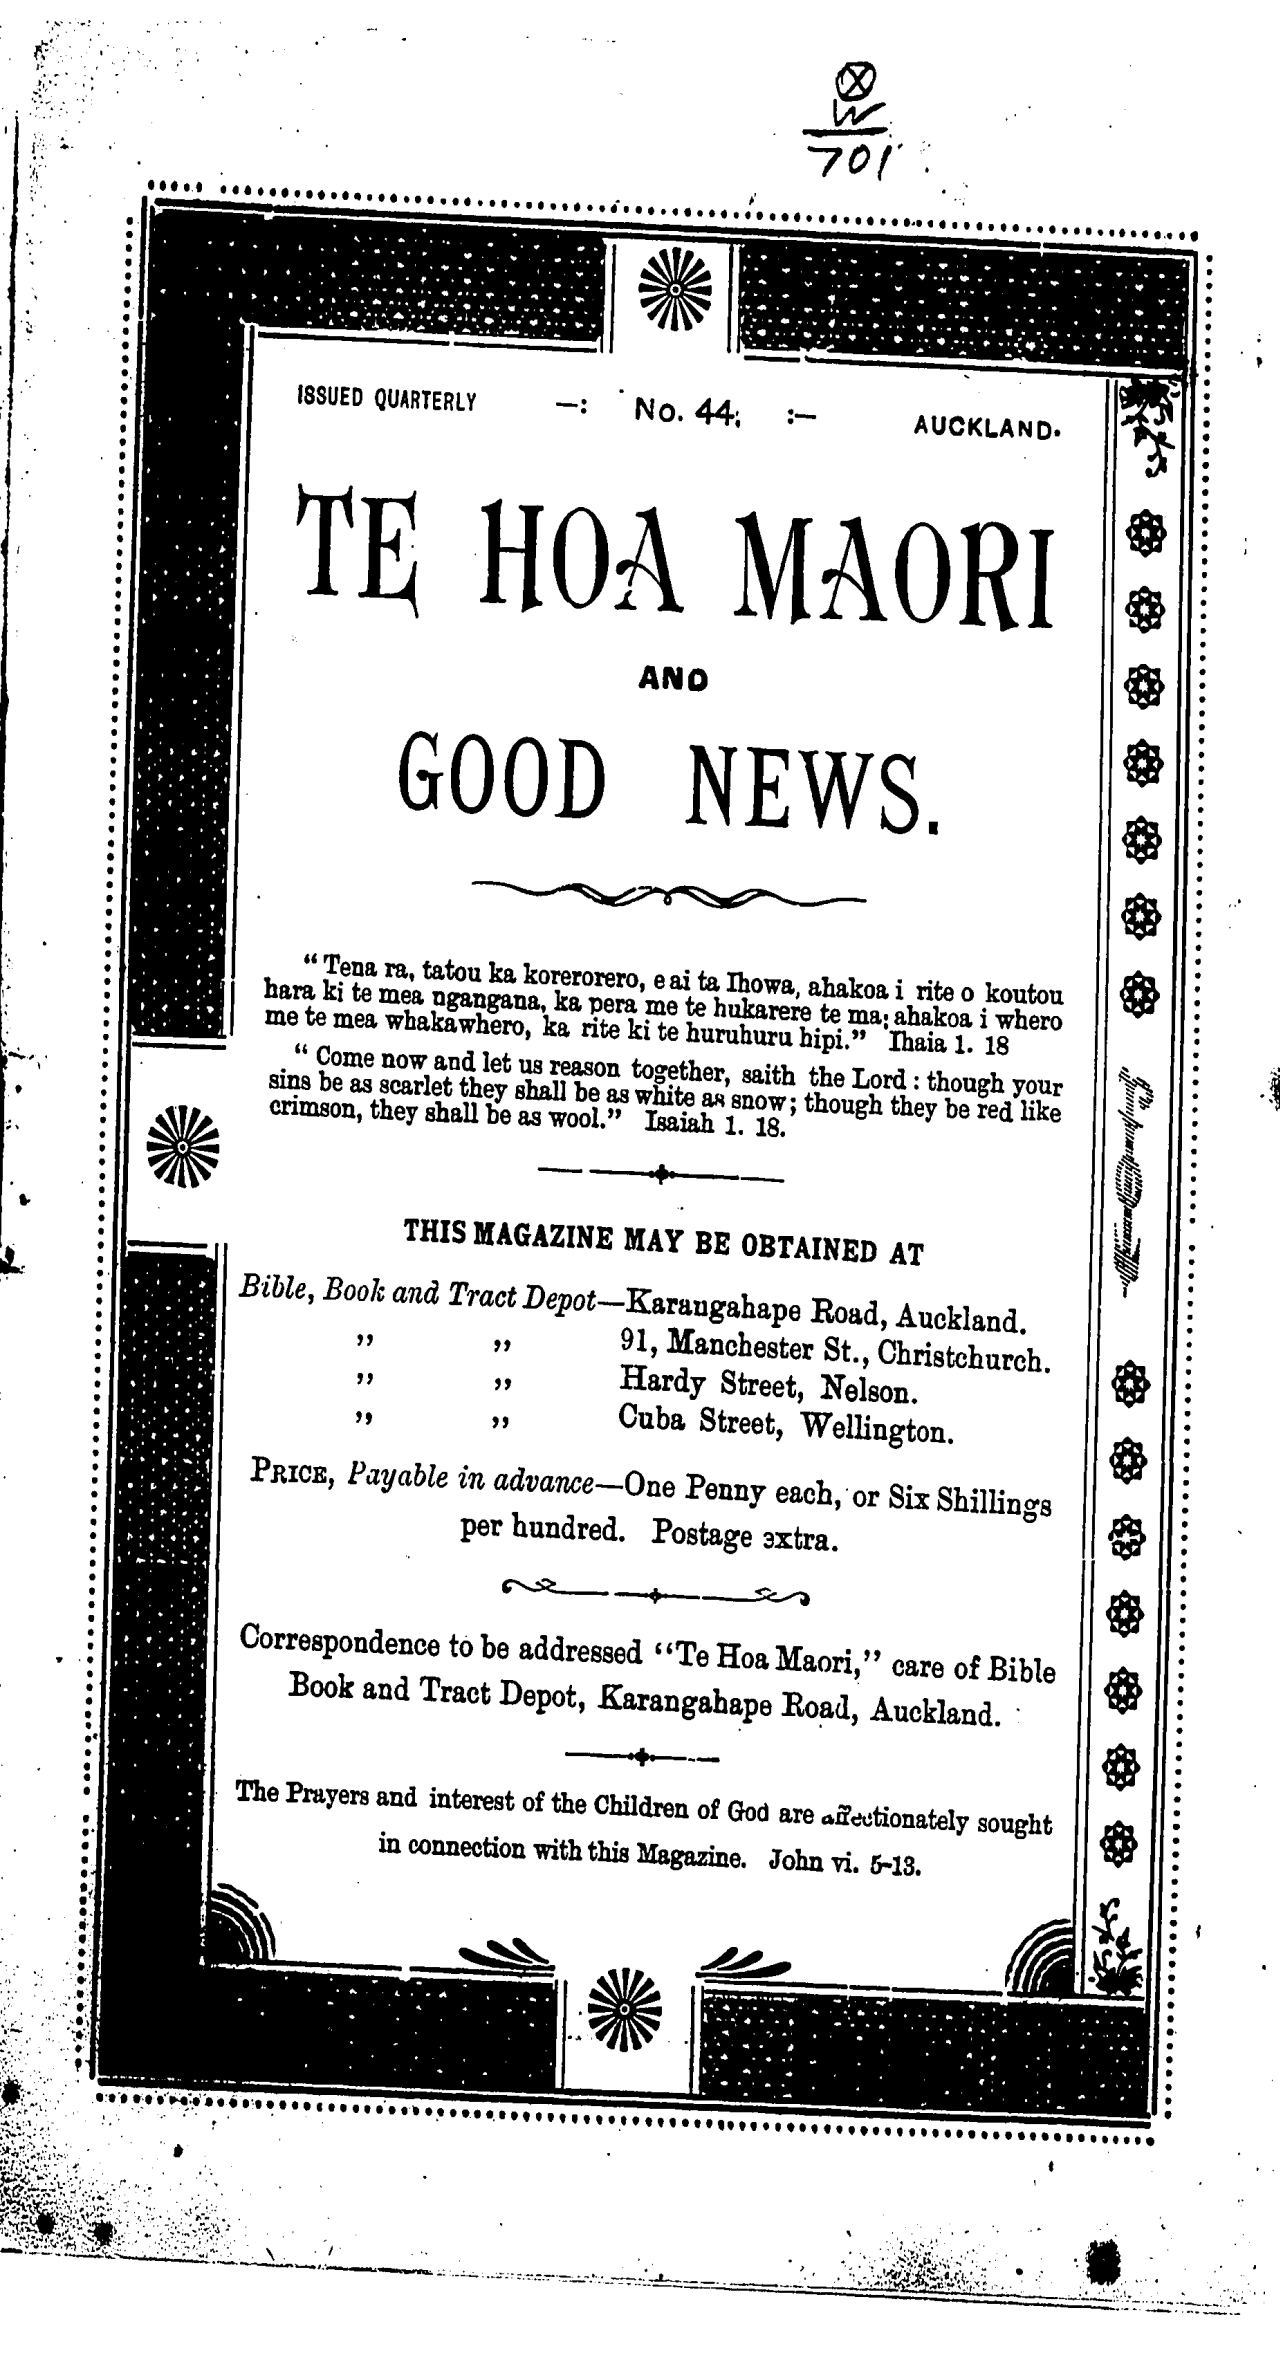 W
701
ISSUED QUARTERLY —: No. 44. :— AUCKLAND.
TE HOA MAORI
AND
GOOD NEWS.
“Tena ra, tatou ka korerorero, e ai ta Ihowa, ahakoa i rite o koutou
hara ki te mea ngangana, ka pera me te hukarere te ma; ahakoa i whero
me te mea whakawhero, ka rite ki te huruhuru hipi.” Ihaia 1. 18
“Come now and let us reason together, saith the Lord : though your
sins be as scarlet they shall be as white as snow; though they be red like
crimson, they shall be as wool.” Isaiah 1. 18.
THIS MAGAZINE MAY BE OBTAINED AT
Bible, Book and Tract Depot—Karangahape Road, Auckland.
„ „ 91, Manchester St., Christchurch.
„ „ Hardy Street, Nelson.
„ „ Cuba Street, Wellington.
PRICE, Payable in advance—One Penny each, or Six Shillings
per hundred. Postage extra.
Correspondence to be addressed “Te Hoa Maori,” care of Bible
Book and Tract Depot, Karangahape Road, Auckland.
The Prayers and interest of the Children of God are affectionately sought
in connection with this Magazine. John vi. 5-13.